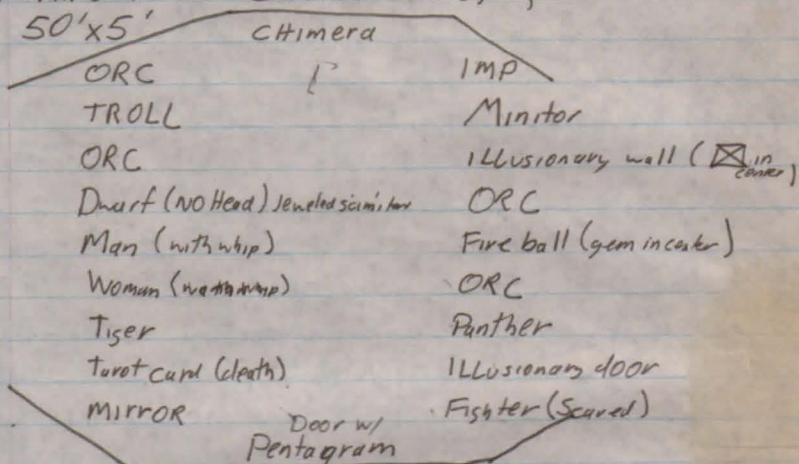 50'x5'
CHimera
ORC
TROLL
ORC
Dwarf (NO Head) Jeweled scimitar
Man (with whip)
Woman
Tiger
Tarot card (death)
MIRROR
IMP
Minitor
ILLusionary wall ( in center)
ORC
Fire ball (gem in center)
ORC
Panther
ILLusionary door
Fighter (Scared)
Door w/
Pentagram